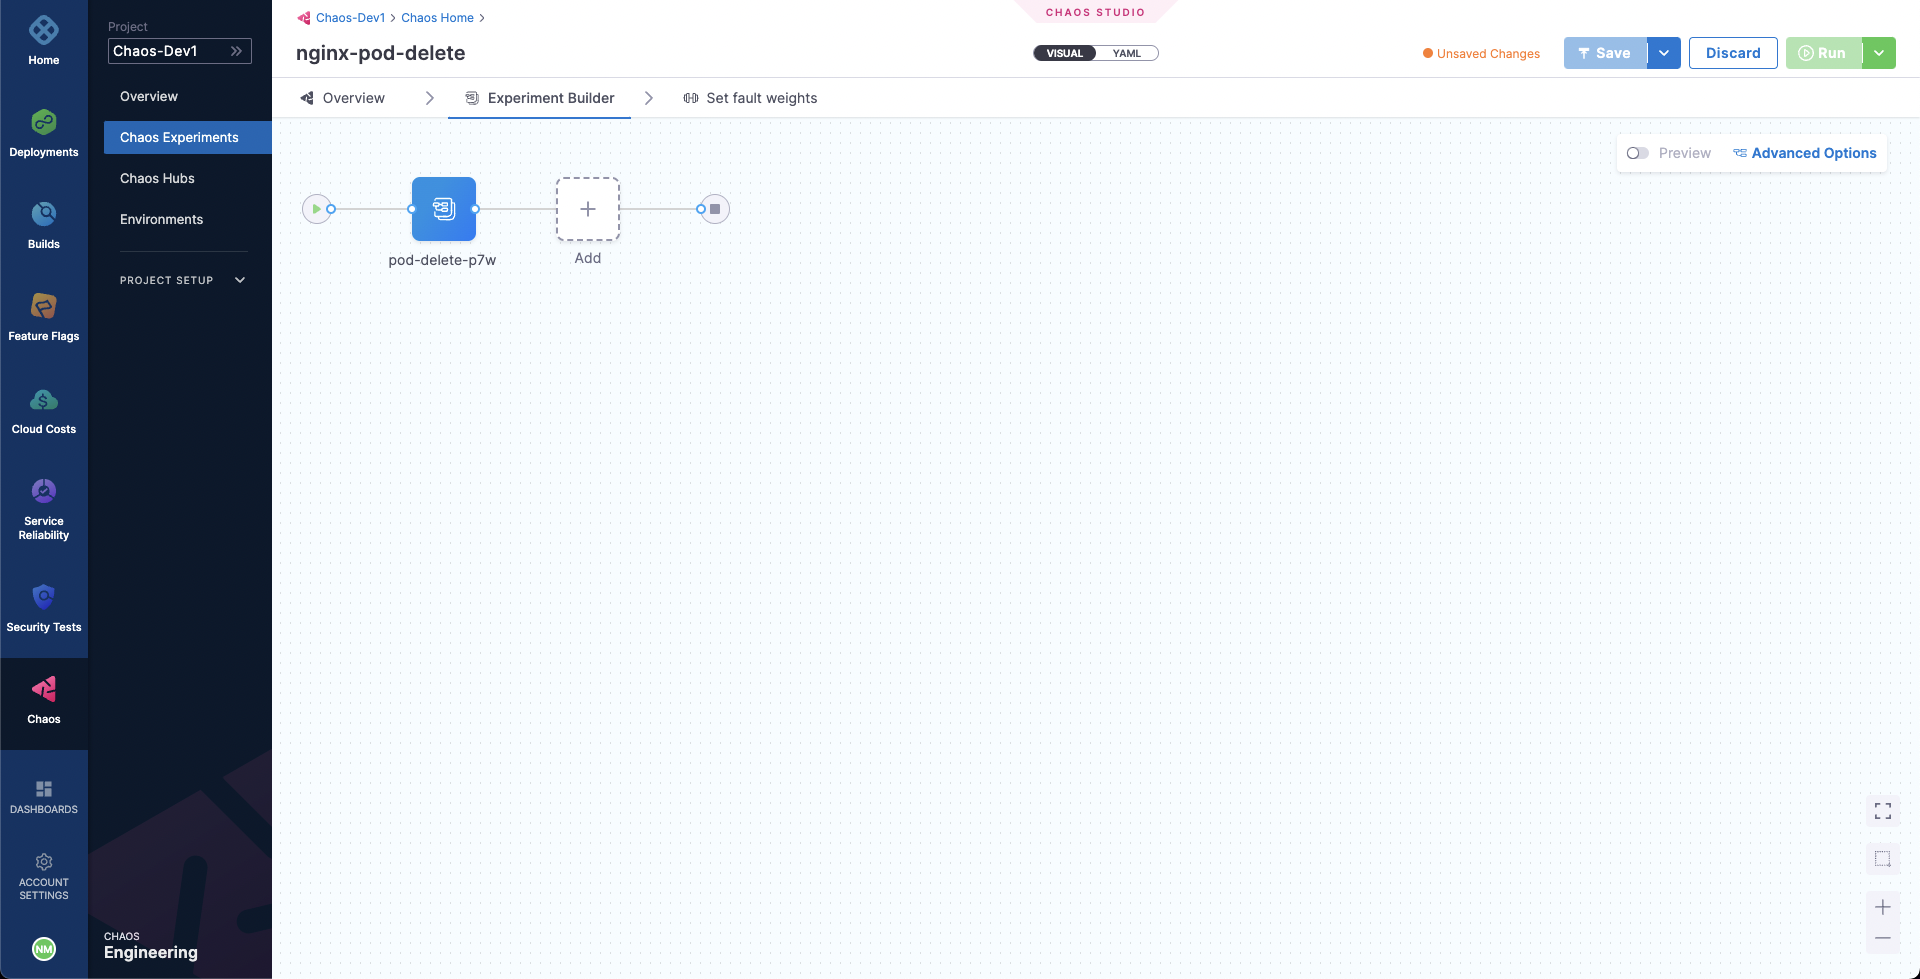 Home
Deployments
Builds
Feature Flags
Cloud Costs
Service
Reliability
Security Tests
Chaos
DASHBOARDS
ACCOUNT
SETTINGS
NM
Project
Chaos-Dev1
Overview
Chaos Experiments
Chaos Hubs
Environments
PROJECT SETUP
CHAOS
Engineering
Chaos-Dev1 > Chaos Home >
CHAOS STUDIO
nginx-pod-delete
VISUAL YAML
Unsaved Changes
Save
Discard
Run
Overview
Experiment Builder
Set fault weights
Preview
Advanced Options
pod-delete-p7w
Add